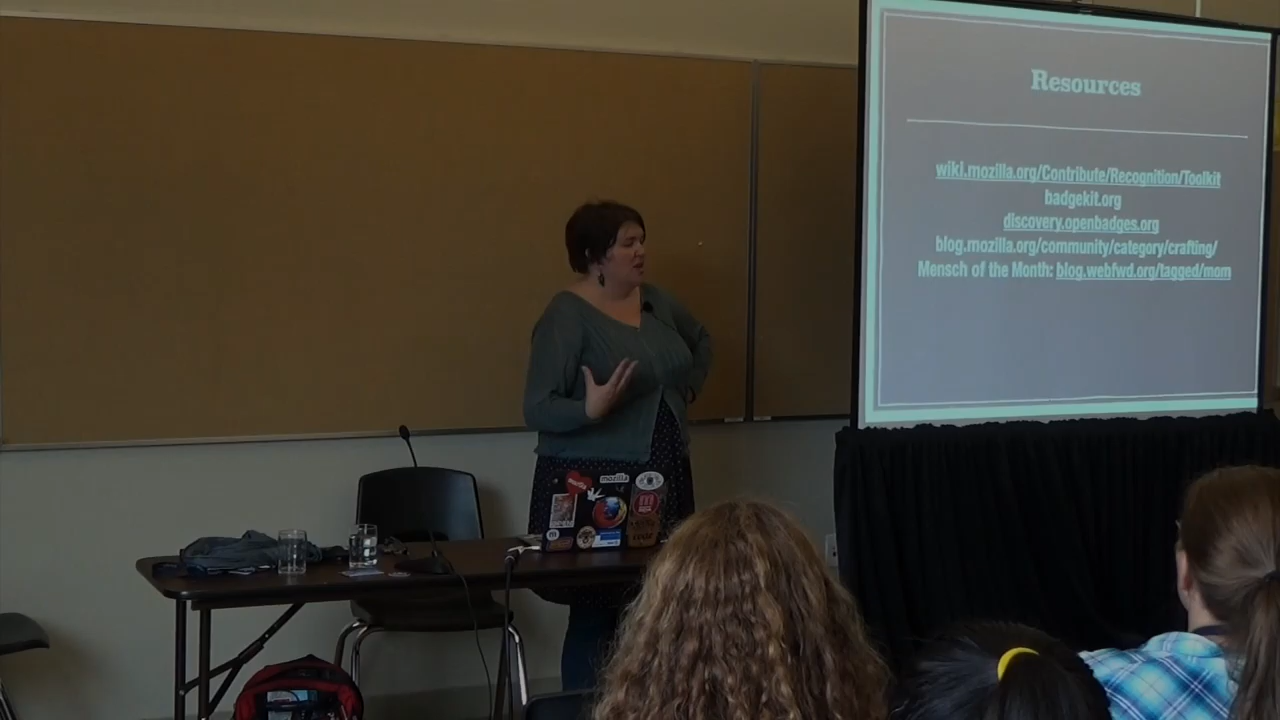 Resources
wiki.mozilla.org/Contribute/Recognition/Toolkit
badgekit.org
discovery.openbadges.org
blog.mozilla.org/community/category/crafting/
Mensch of the Month: blog.webfwd.org/tagged/mom
mozilla
mozilla
m